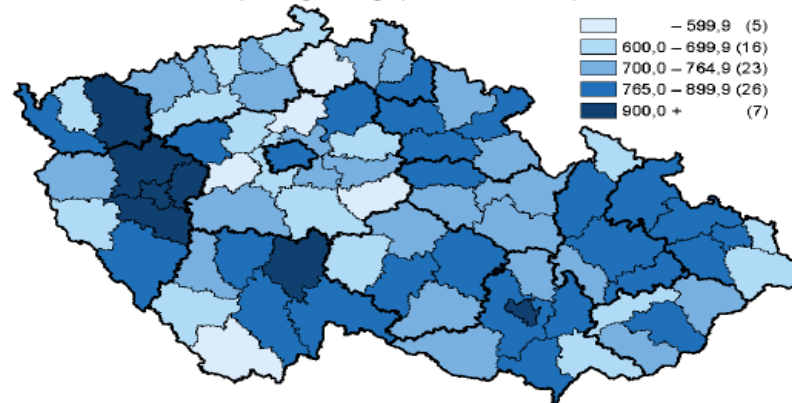 – 599,9 (5)
600,0 – 699,9 (16)
700,0 – 764,9 (23)
765,0 – 899,9 (26)
900,0 + (7)